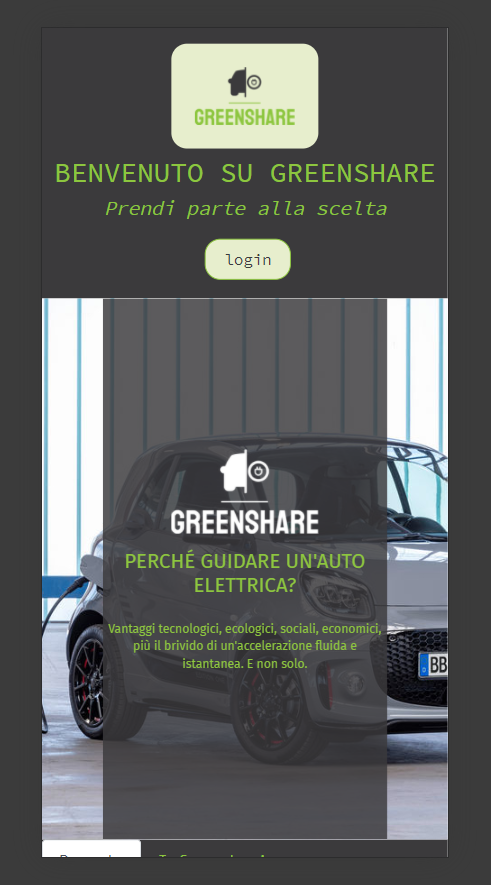 GREENSHARE
BENVENUTO SU GREENSHARE
Prendi parte alla scelta
login
GREENSHARE
PERCHÉ GUIDARE UN'AUTO
ELETTRICA?
Vantaggi tecnologici, ecologici, sociali, economici,
più il brivido di un'accelerazione fluida e
istantanea. E non solo.
BB